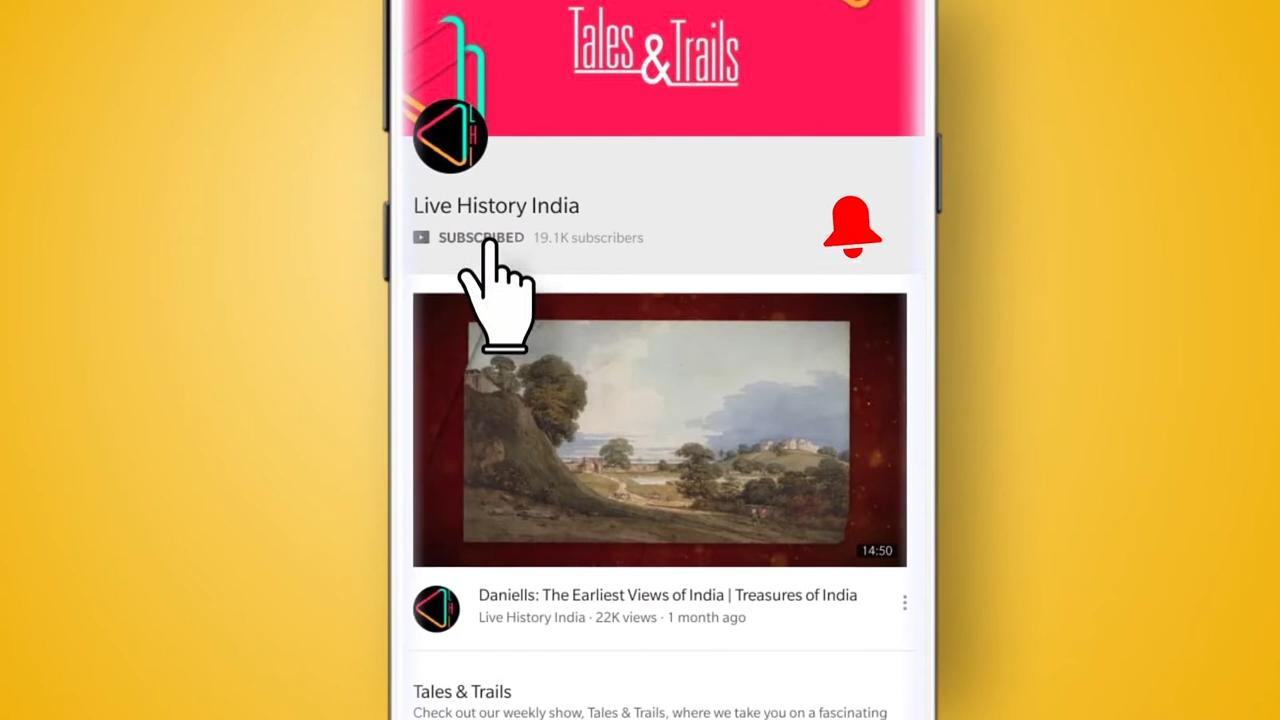 Tales & Trails
Live History India
SUBSCRIBED 19.1K subscribers
14:50
Daniells: The Earliest Views of India | Treasures of India
Live History India · 22K views · 1 month ago
Tales & Trails
Check out our weekly show, Tales & Trails, where we take you on a fascinating